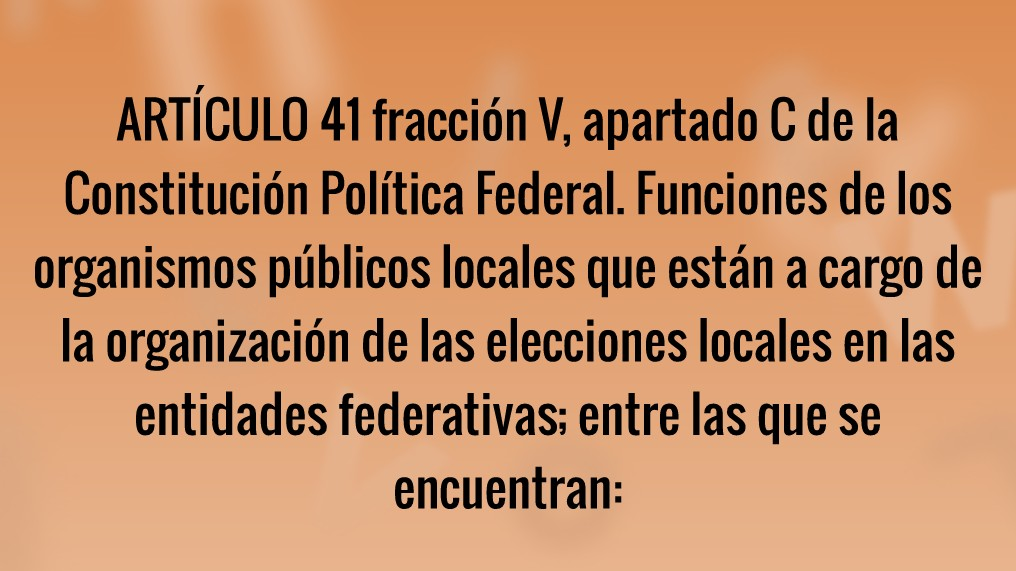 ARTÍCULO 41 fracción V, apartado C de la
Constitución Política Federal. Funciones de los
organismos públicos locales que están a cargo de
la organización de las elecciones locales en las
entidades federativas; entre las que se
encuentran: